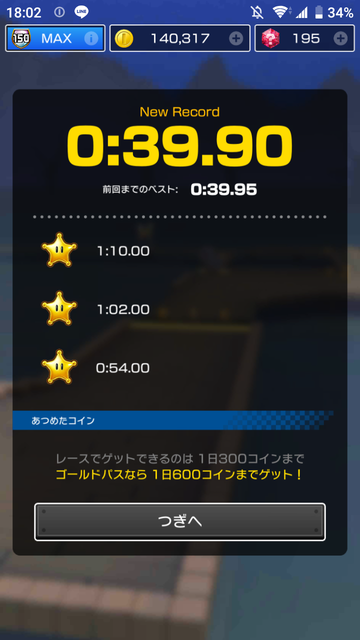 18:02
LINE
34%
150 MAX
140,317
195
New Record
0:39.90
前回までのベスト: 0:39.95
1:10.00
1:02.00
0:54.00
あつめたコイン
レースでゲットできるのは 1日300コインまで
ゴールドパスなら 1日600コインまでゲット！
つぎへ